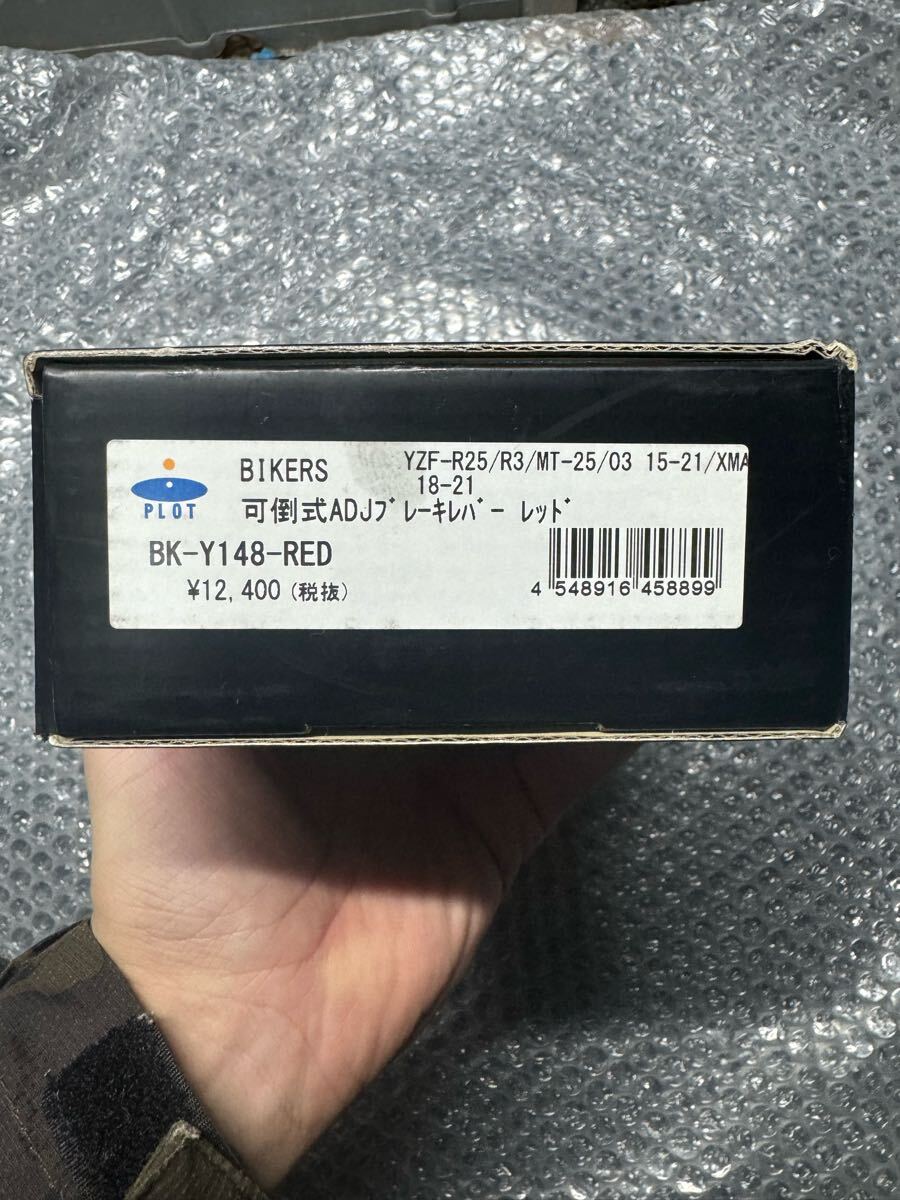 PLOT
BIKERS
YZF-R25/R3/MT-25/03 15-21/XMA
18-21
可倒式ADJﾌﾞﾚｰｷﾚﾊﾞｰ ﾚｯﾄﾞ
BK-Y148-RED
¥12,400 (税抜)
4 548916 458899